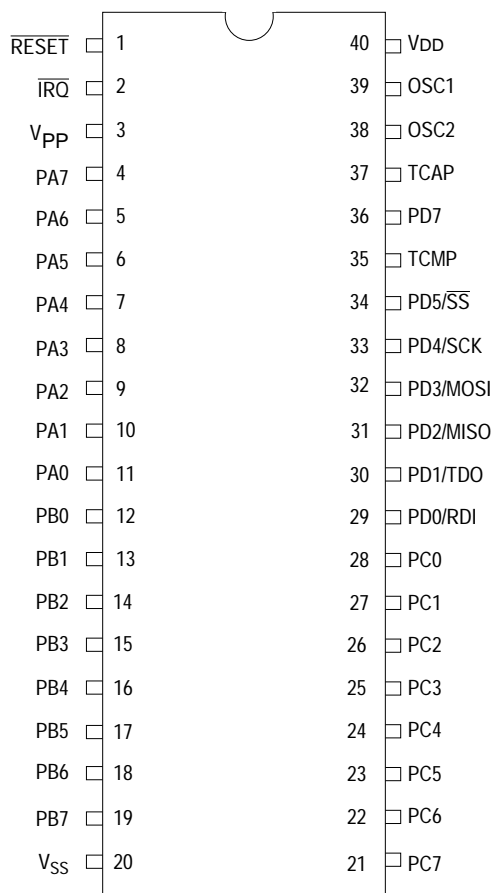 R̅E̅S̅E̅T̅ 1 40 VDD
I̅R̅Q̅ 2 39 OSC1
VPP 3 38 OSC2
PA7 4 37 TCAP
PA6 5 36 PD7
PA5 6 35 TCMP
PA4 7 34 PD5/S̅S̅
PA3 8 33 PD4/SCK
PA2 9 32 PD3/MOSI
PA1 10 31 PD2/MISO
PA0 11 30 PD1/TDO
PB0 12 29 PD0/RDI
PB1 13 28 PC0
PB2 14 27 PC1
PB3 15 26 PC2
PB4 16 25 PC3
PB5 17 24 PC4
PB6 18 23 PC5
PB7 19 22 PC6
VSS 20 21 PC7